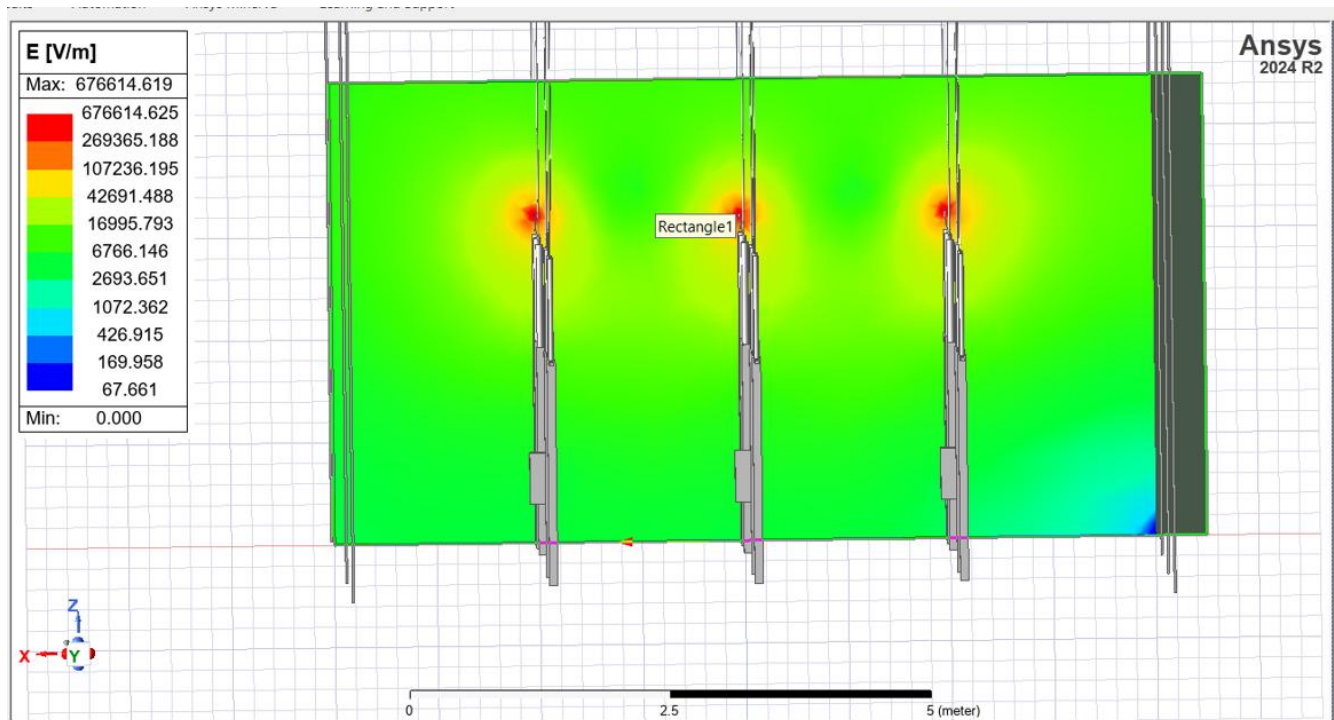 E [V/m]
Max: 676614.619
676614.625
269365.188
107236.195
42691.488
16995.793
6766.146
2693.651
1072.362
426.915
169.958
67.661
Min: 0.000
Ansys
2024 R2
Rectangle1
Z
X
Y
0
2.5
5 (meter)